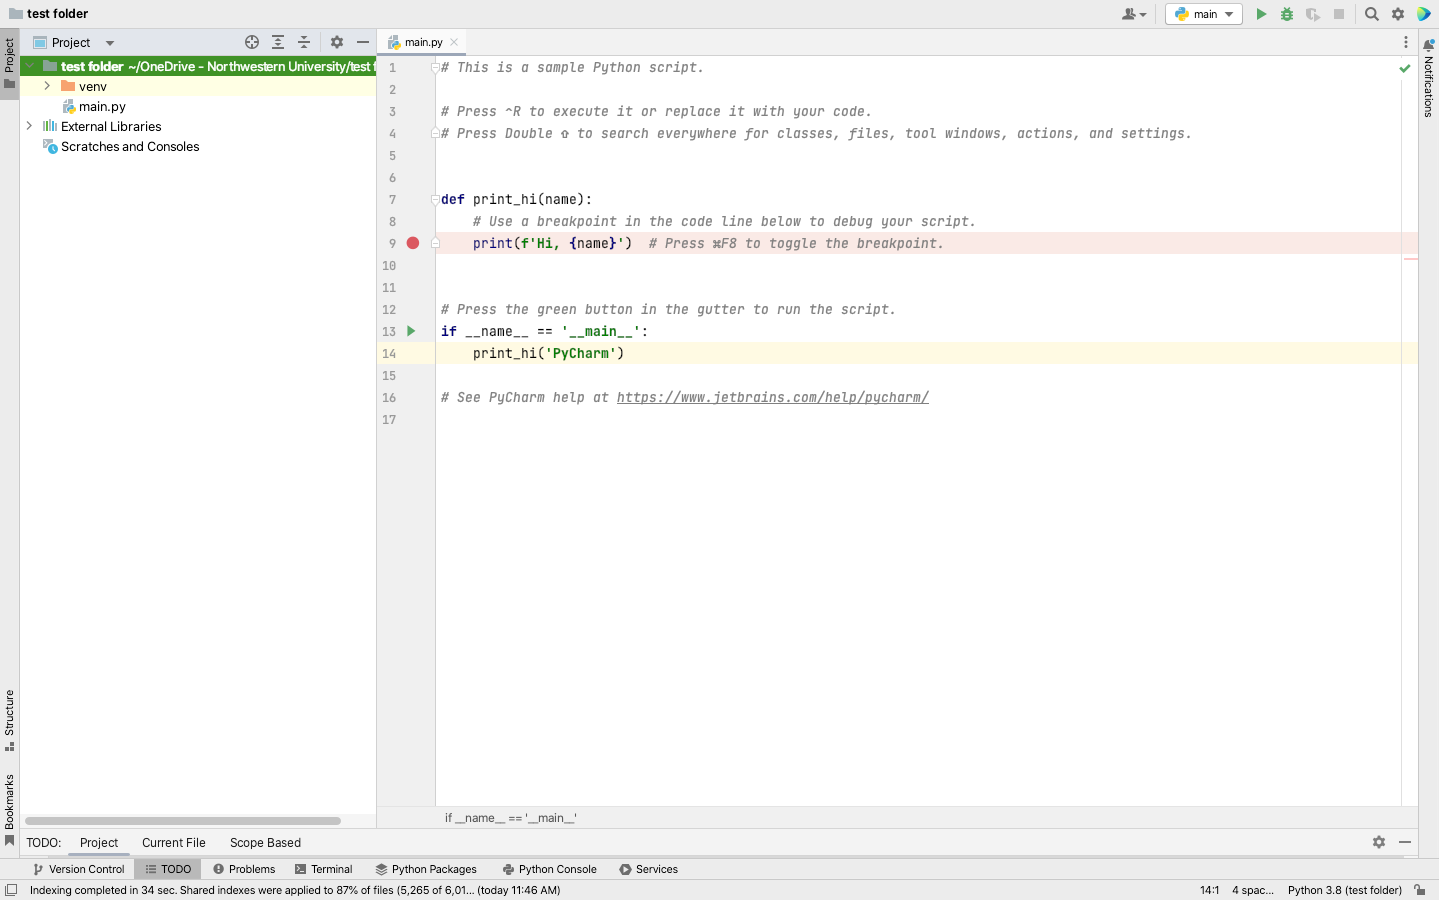 test folder
main
Project
main.py
Project
test folder ~/OneDrive - Northwestern University/test f
venv
main.py
External Libraries
Scratches and Consoles
Notifications
1 # This is a sample Python script.
2
3 # Press ^R to execute it or replace it with your code.
4 # Press Double ⇧ to search everywhere for classes, files, tool windows, actions, and settings.
5
6
7 def print_hi(name):
8 # Use a breakpoint in the code line below to debug your script.
9 print(f'Hi, {name}')  # Press ⌘F8 to toggle the breakpoint.
10
11
12 # Press the green button in the gutter to run the script.
13 if __name__ == '__main__':
14 print_hi('PyCharm')
15
16 # See PyCharm help at https://www.jetbrains.com/help/pycharm/
17
Structure
Bookmarks
if __name__ == '__main__'
TODO: Project Current File Scope Based
Version Control TODO Problems Terminal Python Packages Python Console Services
Indexing completed in 34 sec. Shared indexes were applied to 87% of files (5,265 of 6,01... (today 11:46 AM) 14:1 4 spac... Python 3.8 (test folder)